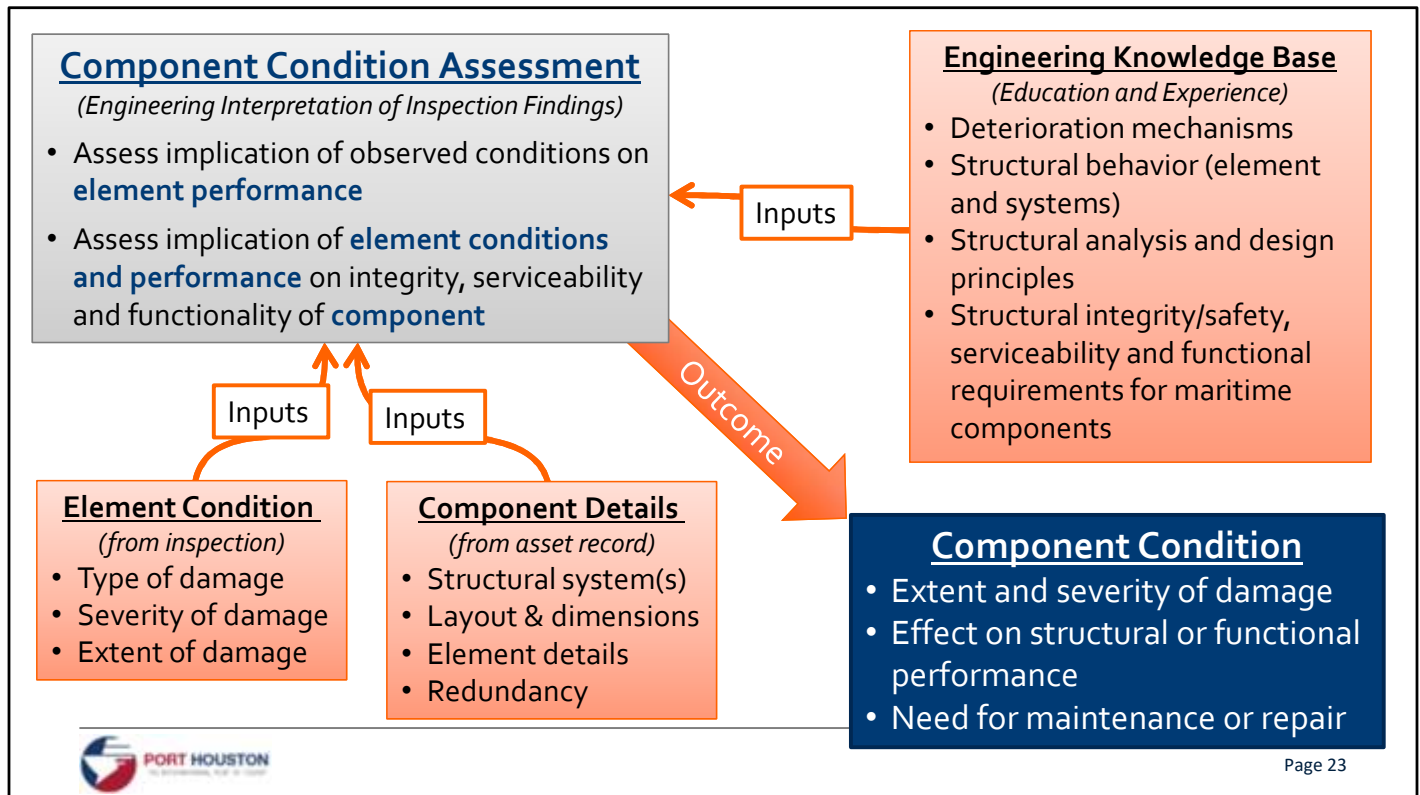 Component Condition Assessment
(Engineering Interpretation of Inspection Findings)
• Assess implication of observed conditions on
element performance
• Assess implication of element conditions
and performance on integrity, serviceability
and functionality of component
Engineering Knowledge Base
(Education and Experience)
• Deterioration mechanisms
• Structural behavior (element
and systems)
• Structural analysis and design
principles
• Structural integrity/safety,
serviceability and functional
requirements for maritime
components
Inputs
Inputs
Inputs
Outcome
Element Condition
(from inspection)
• Type of damage
• Severity of damage
• Extent of damage
Component Details
(from asset record)
• Structural system(s)
• Layout & dimensions
• Element details
• Redundancy
Component Condition
• Extent and severity of damage
• Effect on structural or functional
performance
• Need for maintenance or repair
PORT HOUSTON
Page 23